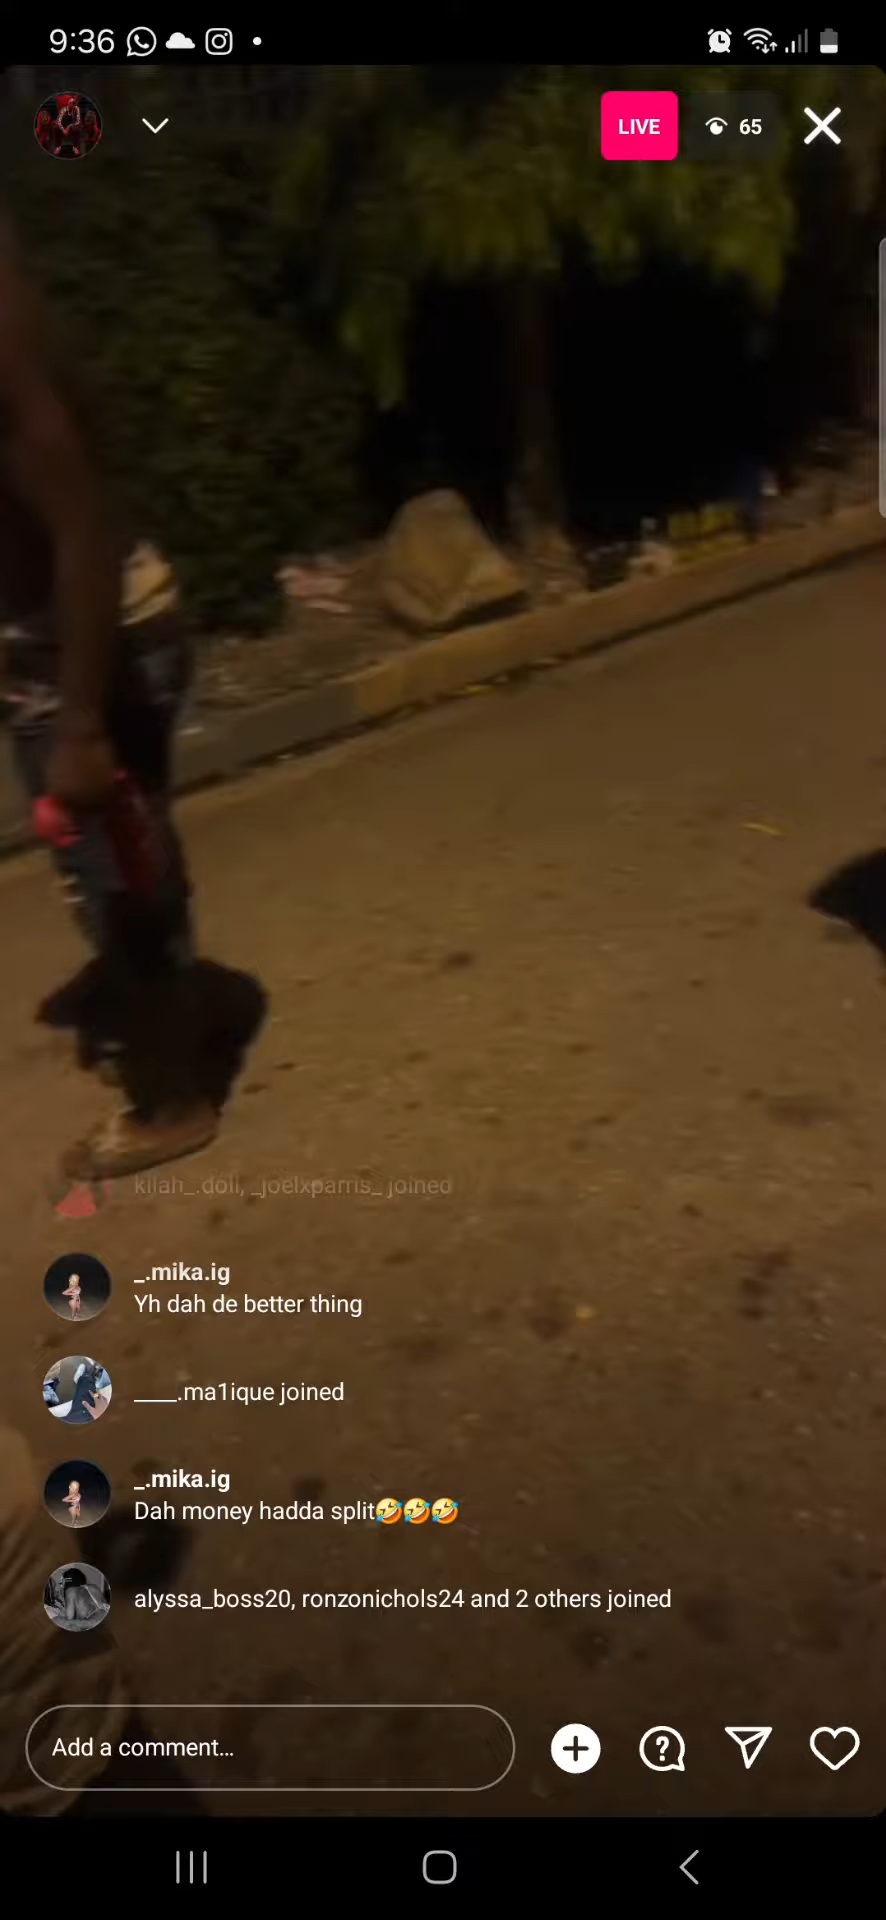 9:36
LIVE
65
kilah_.doll, _joelxparris_ joined
_.mika.ig
Yh dah de better thing
____.ma1ique joined
_.mika.ig
Dah money hadda split🤣🤣🤣
alyssa_boss20, ronzonichols24 and 2 others joined
Add a comment...